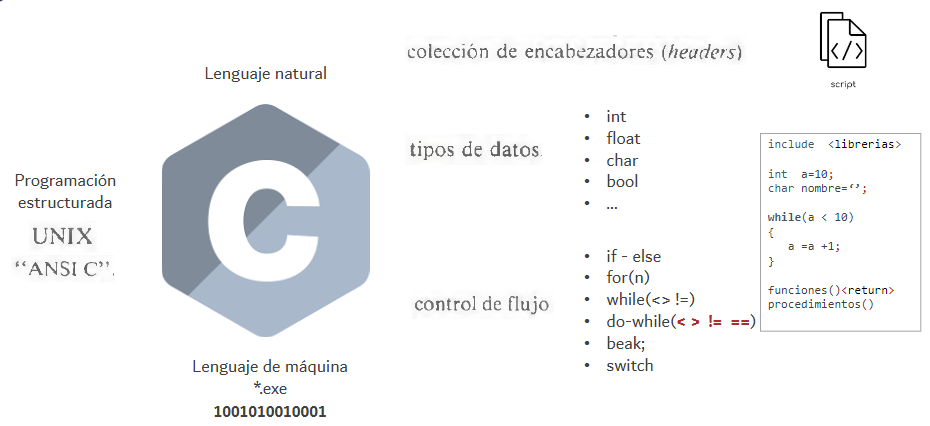 Lenguaje natural
Programación
estructurada
UNIX
“ANSI C”.
C
Lenguaje de máquina
*.exe
1001010010001
colección de encabezadores (headers)
tipos de datos
• int
• float
• char
• bool
• ...
control de flujo
• if - else
• for(n)
• while(<> !=)
• do-while(< > != ==)
• beak;
• switch
</>
script
include <librerias>
int a=10;
char nombre=‘’;
while(a < 10)
{
a =a +1;
}
funciones()<return>
procedimientos()